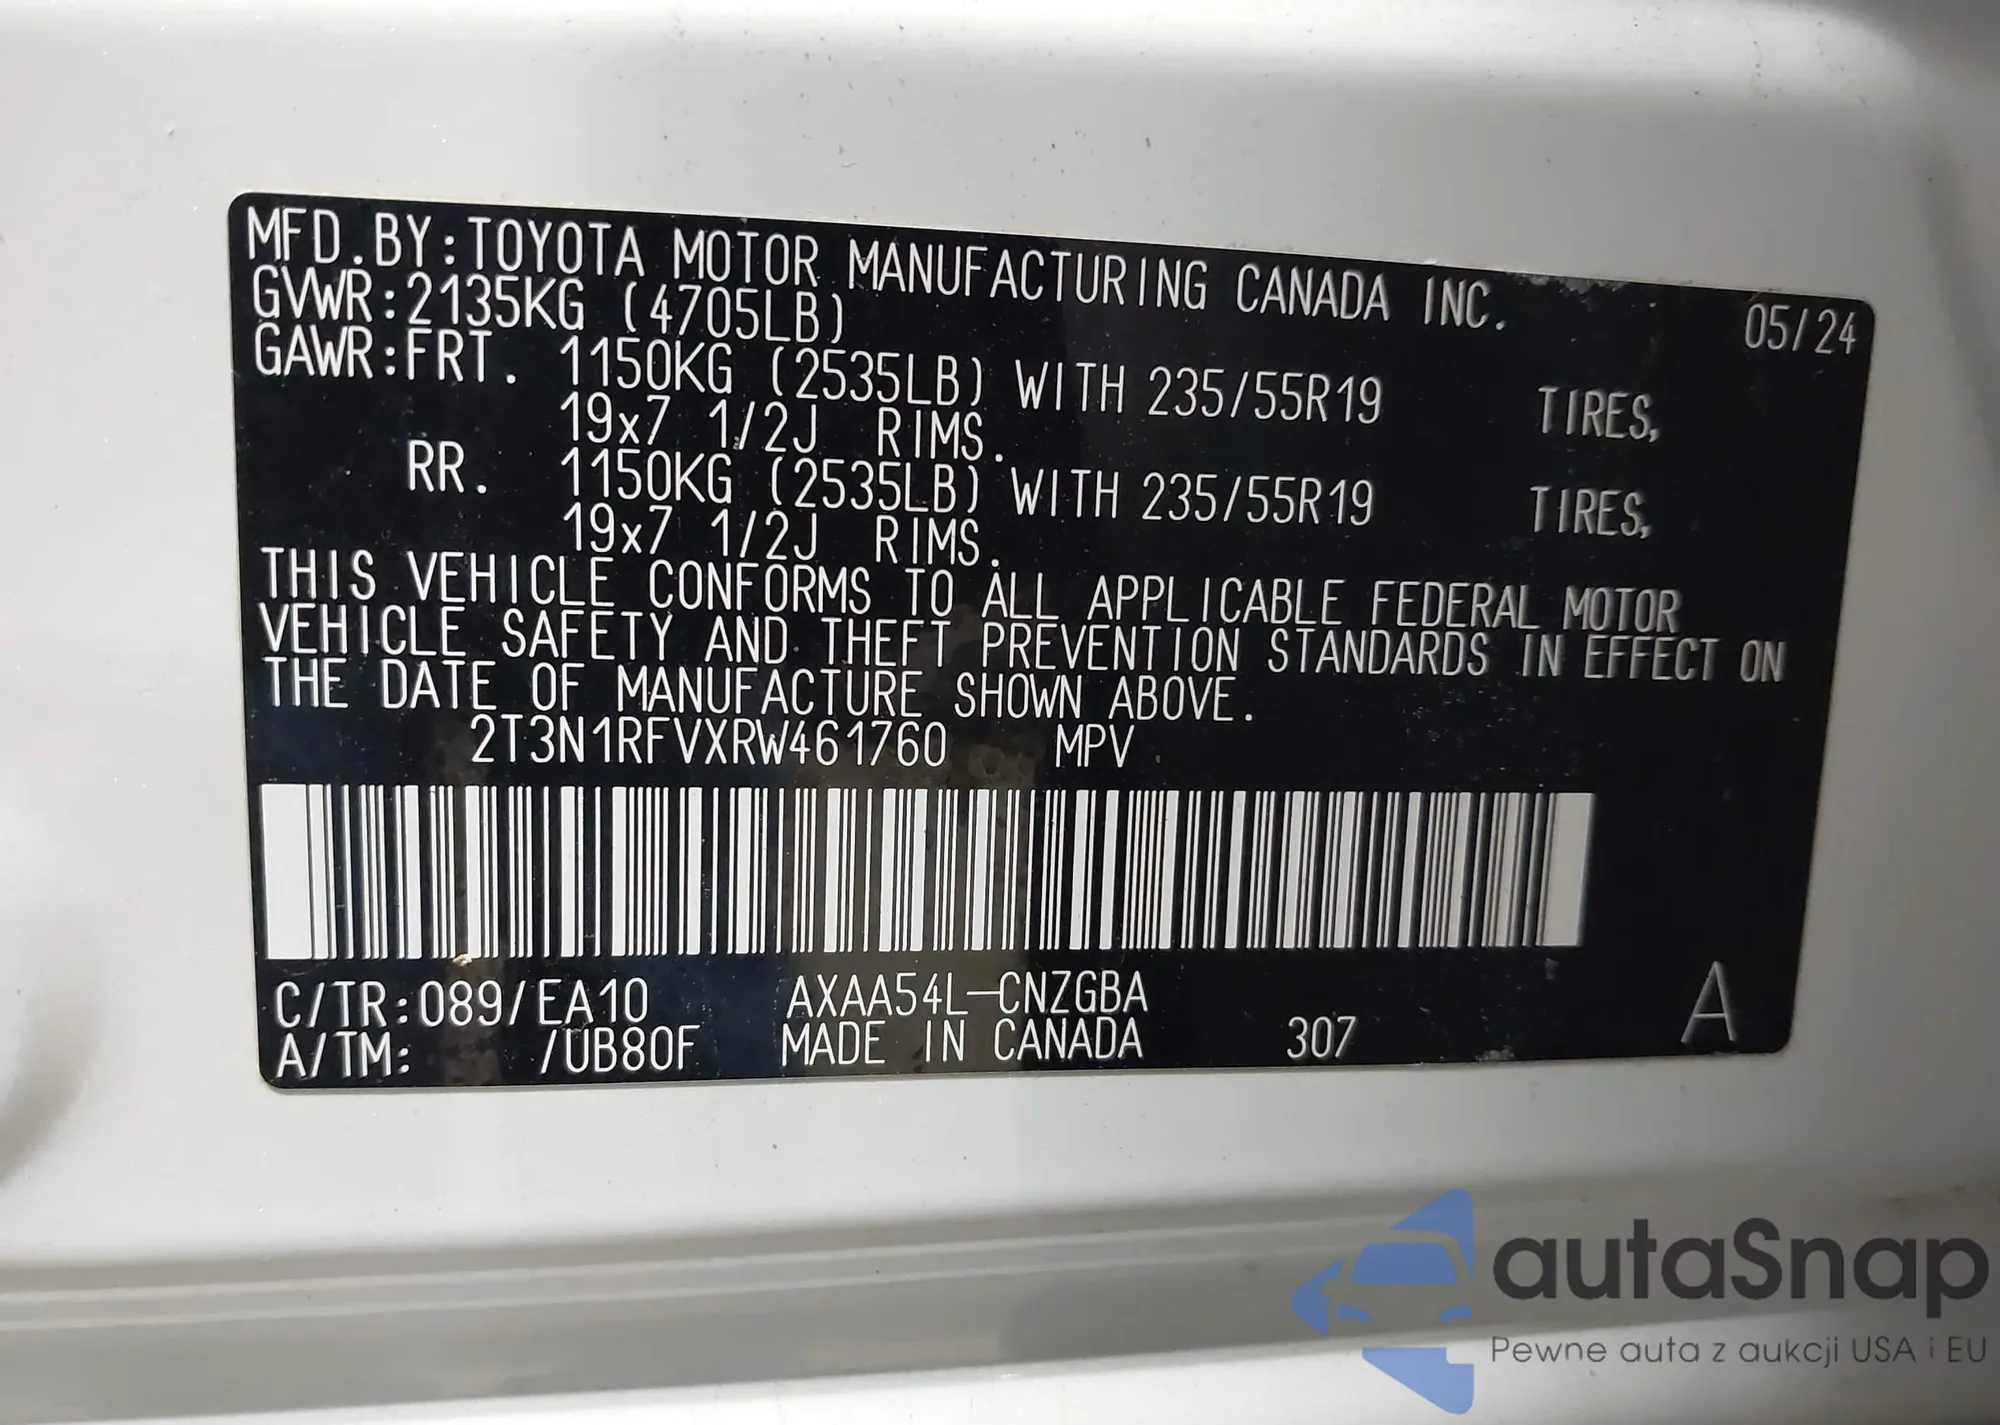 MFD.BY:TOYOTA MOTOR MANUFACTURING CANADA INC. 05/24
GVWR:2135KG (4705LB)
GAWR:FRT. 1150KG (2535LB) WITH 235/55R19 TIRES,
19x7 1/2J RIMS.
RR. 1150KG (2535LB) WITH 235/55R19 TIRES,
19x7 1/2J RIMS.
THIS VEHICLE CONFORMS TO ALL APPLICABLE FEDERAL MOTOR
VEHICLE SAFETY AND THEFT PREVENTION STANDARDS IN EFFECT ON
THE DATE OF MANUFACTURE SHOWN ABOVE.
2T3N1RFVXRW461760 MPV
C/TR:089/EA10 AXAA54L-CNZGBA
A/TM: /UB80F MADE IN CANADA 307 A
autaSnap
Pewne auta z aukcji USA i EU